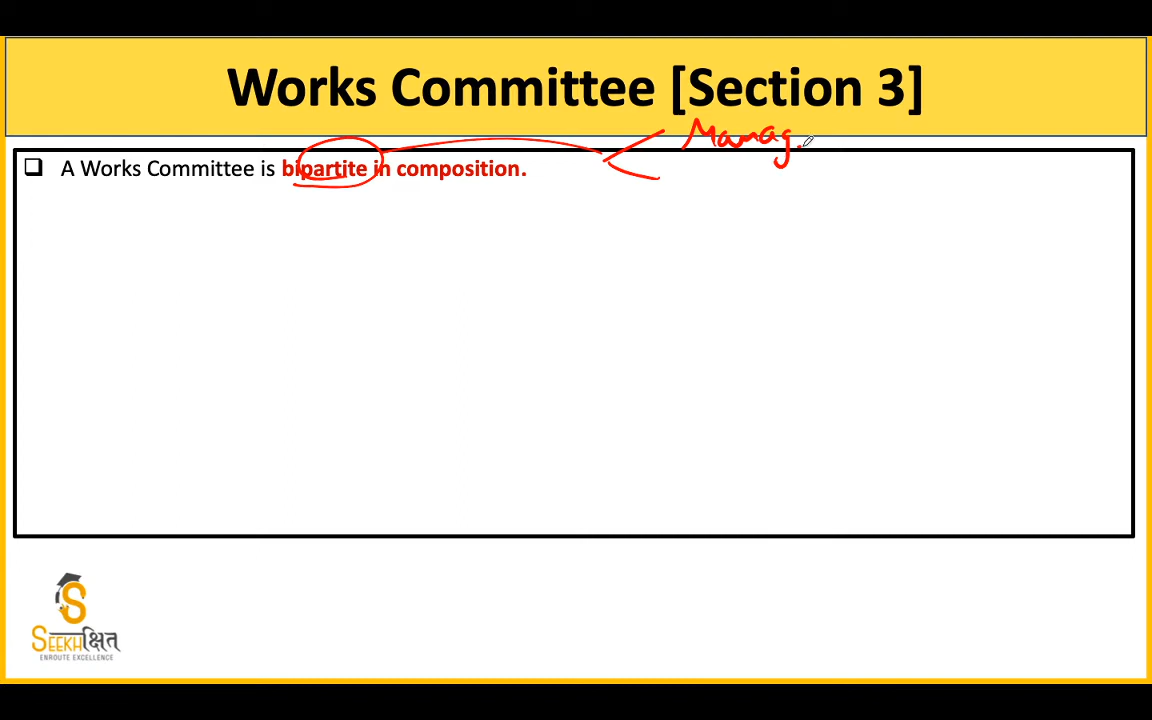 Works Committee [Section 3]
Manag.
❑ A Works Committee is bipartite in composition.
S
SEEKHक्षित
ENROUTE EXCELLENCE